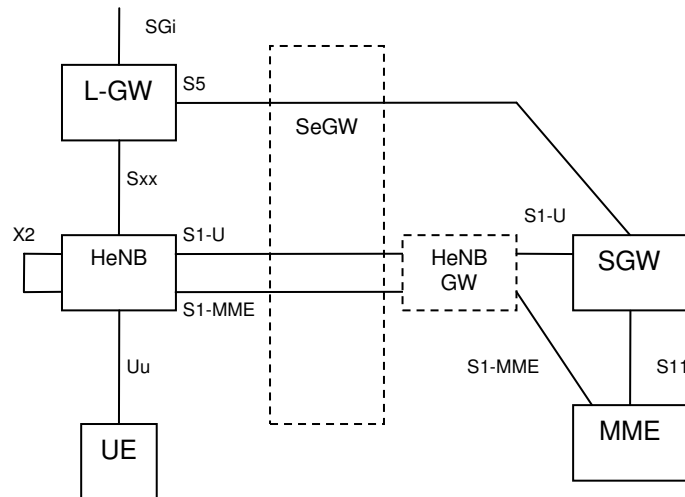 SGi
L-GW
S5
SeGW
Sxx
X2
HeNB
S1-U
S1-MME
HeNB
GW
S1-U
SGW
Uu
S1-MME
S11
UE
MME